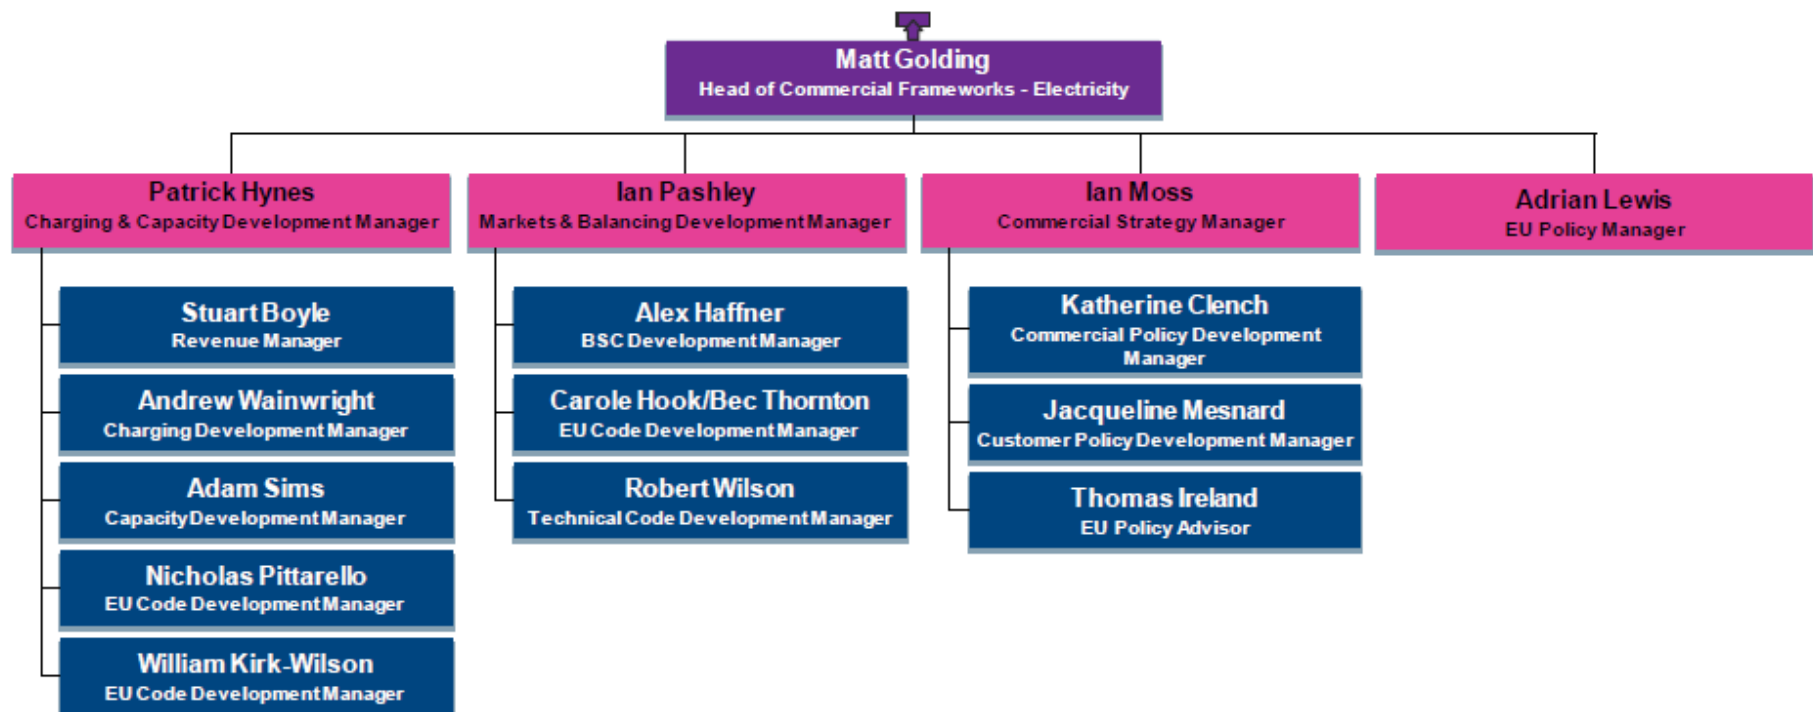 Matt Golding
Head of Commercial Frameworks - Electricity
Patrick Hynes
Charging & Capacity Development Manager
Stuart Boyle
Revenue Manager
Andrew Wainwright
Charging Development Manager
Adam Sims
Capacity Development Manager
Nicholas Pittarello
EU Code Development Manager
William Kirk-Wilson
EU Code Development Manager
Ian Pashley
Markets & Balancing Development Manager
Alex Haffner
BSC Development Manager
Carole Hook/Bec Thornton
EU Code Development Manager
Robert Wilson
Technical Code Development Manager
Ian Moss
Commercial Strategy Manager
Katherine Clench
Commercial Policy Development
Manager
Jacqueline Mesnard
Customer Policy Development Manager
Thomas Ireland
EU Policy Advisor
Adrian Lewis
EU Policy Manager